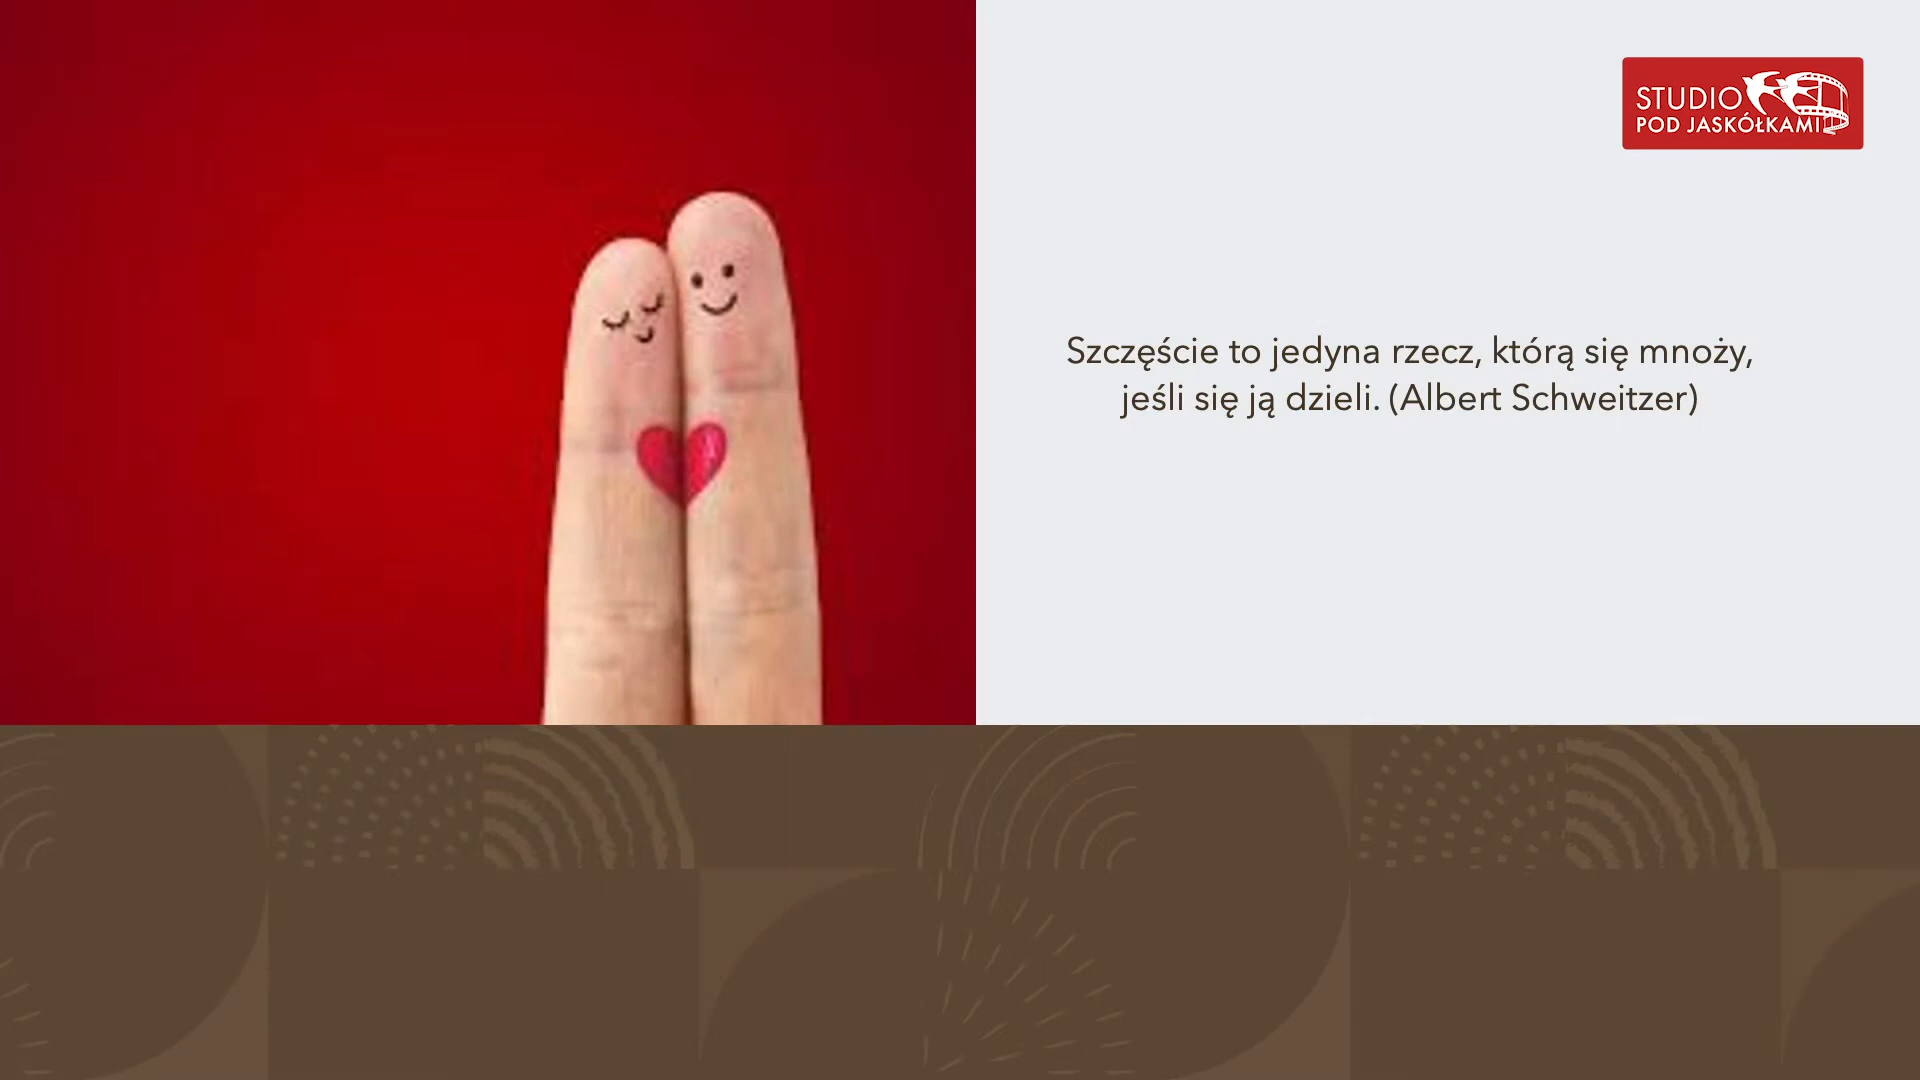 STUDIO
POD JASKÓŁKAMI
Szczęście to jedyna rzecz, którą się mnoży,
jeśli się ją dzieli. (Albert Schweitzer)